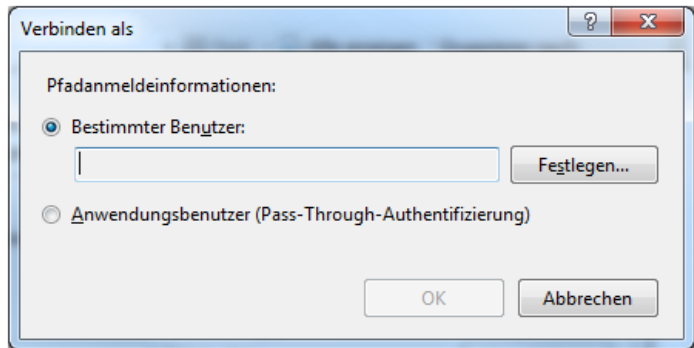 Verbinden als
Pfadanmeldeinformationen:
Bestimmter Benutzer:
Festlegen...
Anwendungsbenutzer (Pass-Through-Authentifizierung)
OK
Abbrechen